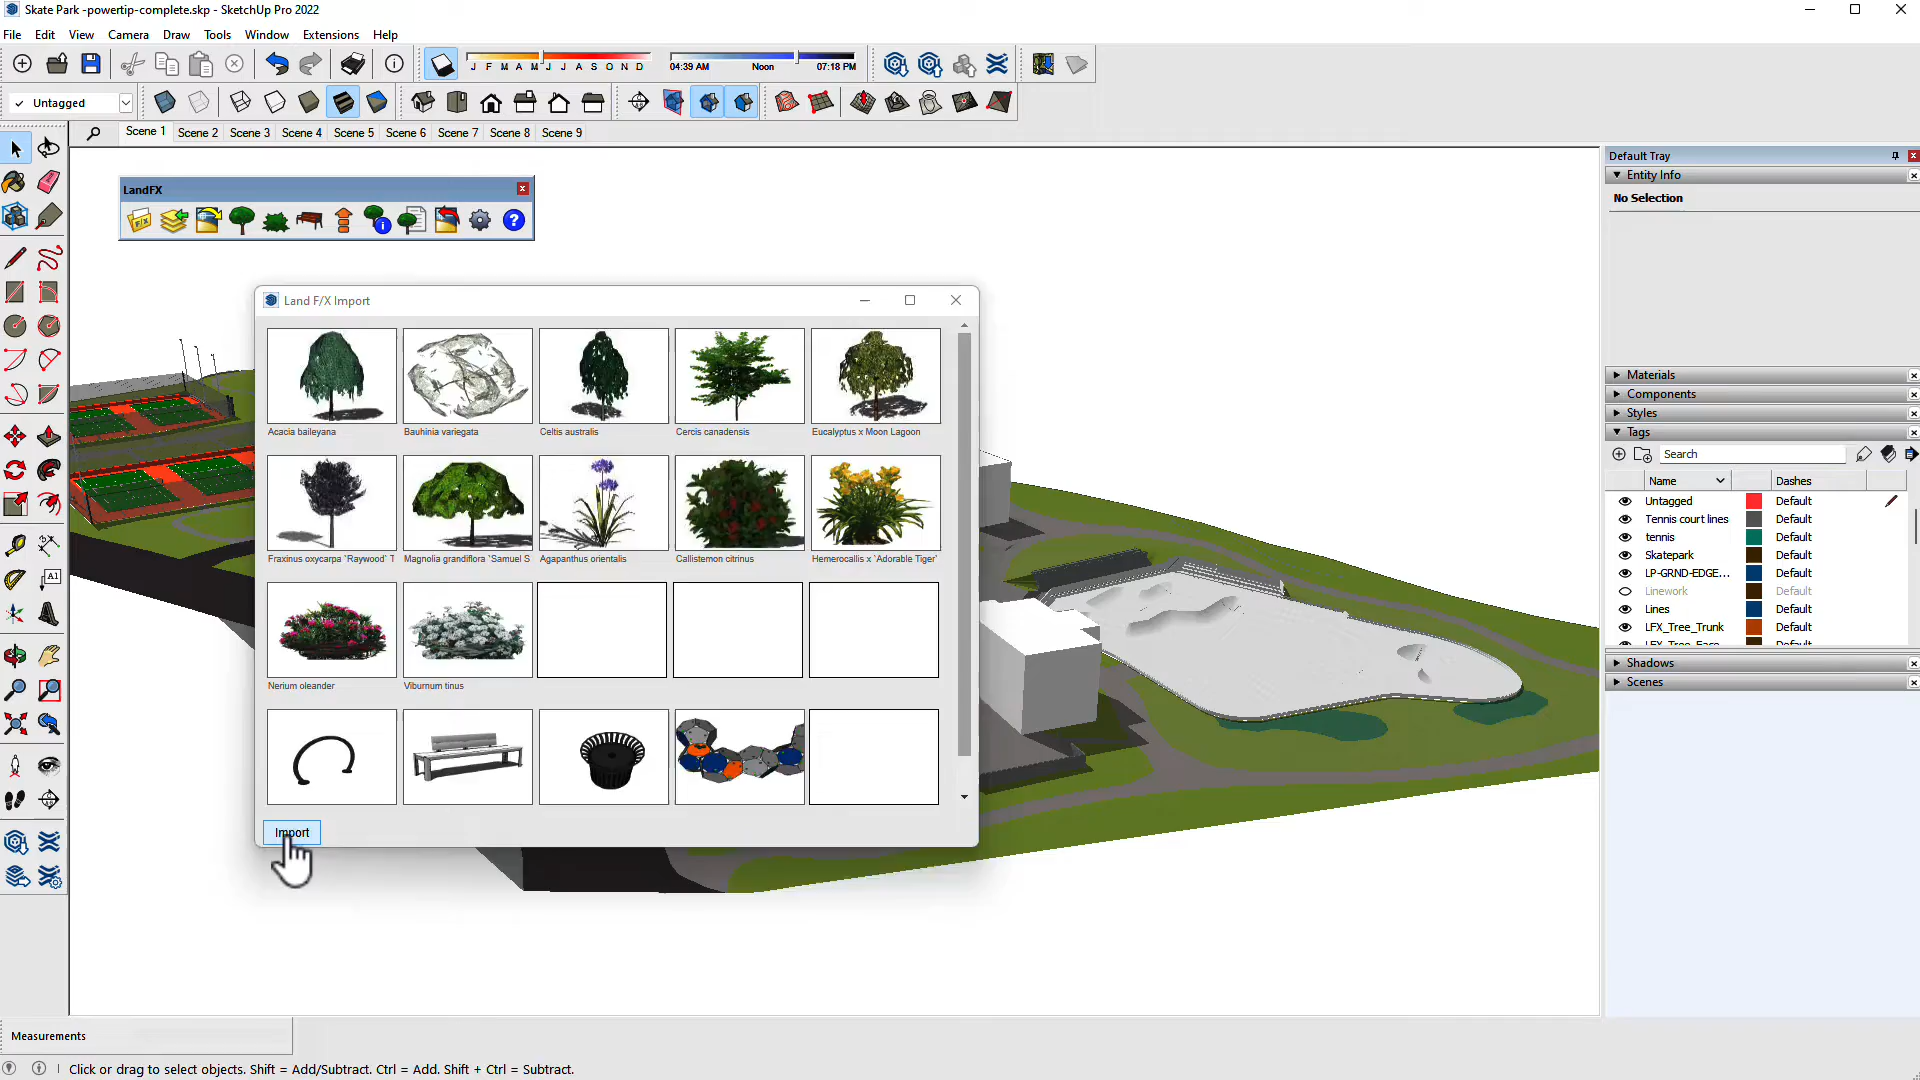 Skate Park -powertip-complete.skp - SketchUp Pro 2022
File Edit View Camera Draw Tools Window Extensions Help
J F M A M J J A S O N D
04:39 AM Noon 07:18 PM
Untagged
Scene 1 Scene 2 Scene 3 Scene 4 Scene 5 Scene 6 Scene 7 Scene 8 Scene 9
LandFX
Land F/X Import
Acacia baileyana Bauhinia variegata Celtis australis Cercis canadensis Eucalyptus x Moon Lagoon
Fraxinus oxycarpa `Raywood` T Magnolia grandiflora `Samuel S Agapanthus orientalis Callistemon citrinus Hemerocallis x `Adorable Tiger`
Nerium oleander Viburnum tinus
Import
Default Tray
Entity Info
No Selection
Materials
Components
Styles
Tags
Search
Name Dashes
Untagged Default
Tennis court lines Default
tennis Default
Skatepark Default
LP-GRND-EDGE... Default
Linework Default
Lines Default
LFX_Tree_Trunk Default
Shadows
Scenes
Measurements
Click or drag to select objects. Shift = Add/Subtract. Ctrl = Add. Shift + Ctrl = Subtract.